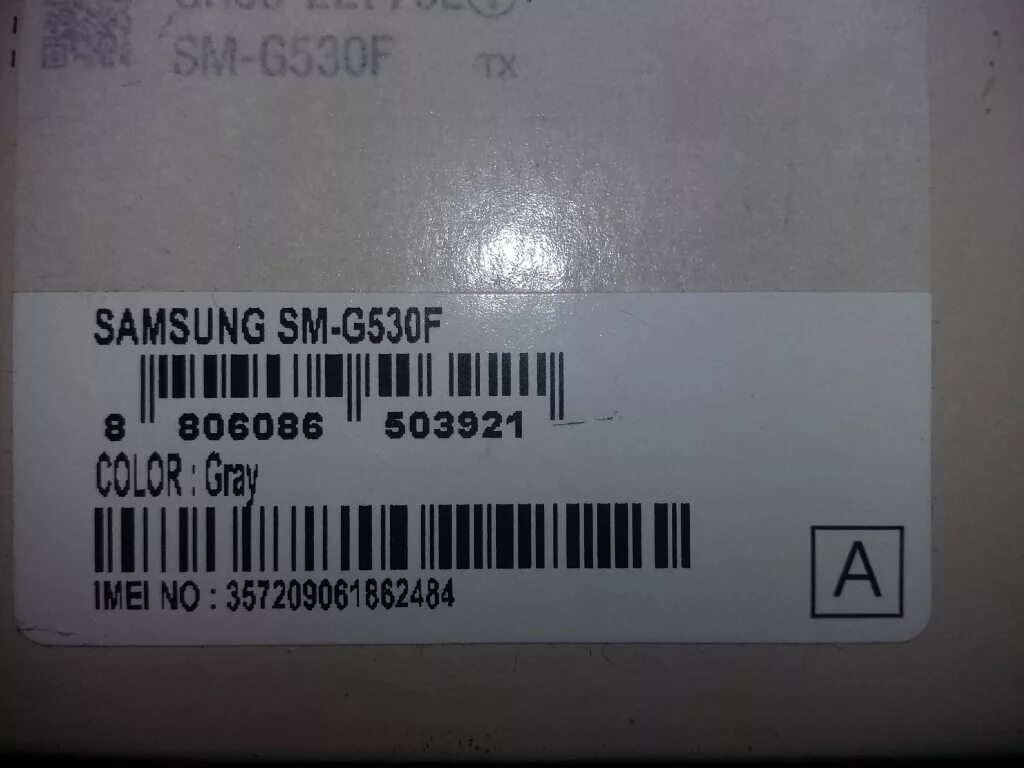 SM-G530F TX
SAMSUNG SM-G530F
8 806086 503921
COLOR : Gray
IMEI NO : 357209061862484
A